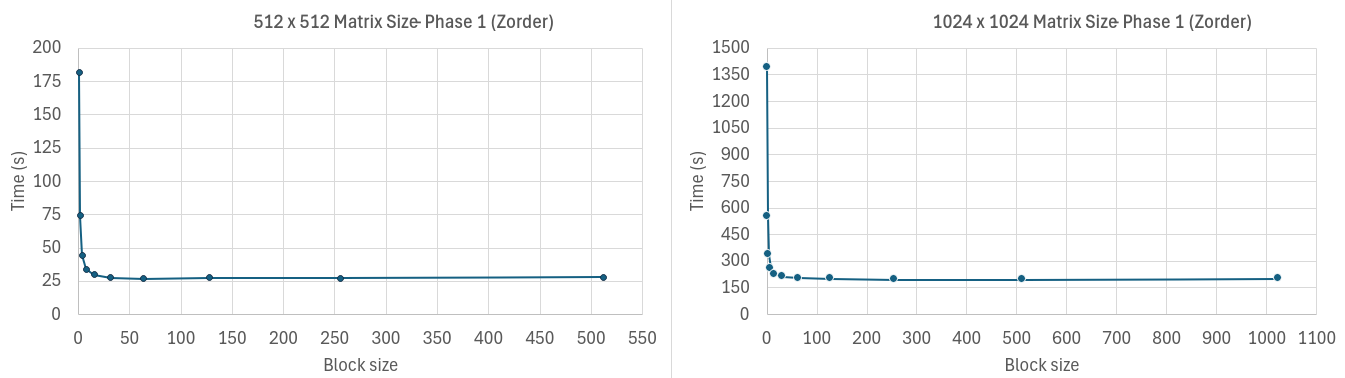 512 x 512 Matrix Size- Phase 1 (Zorder)
200
175
150
125
100
75
50
25
0
Time (s)
0 50 100 150 200 250 300 350 400 450 500 550
Block size
1024 x 1024 Matrix Size- Phase 1 (Zorder)
1500
1350
1200
1050
900
750
600
450
300
150
0
Time (s)
0 100 200 300 400 500 600 700 800 900 1000 1100
Block size